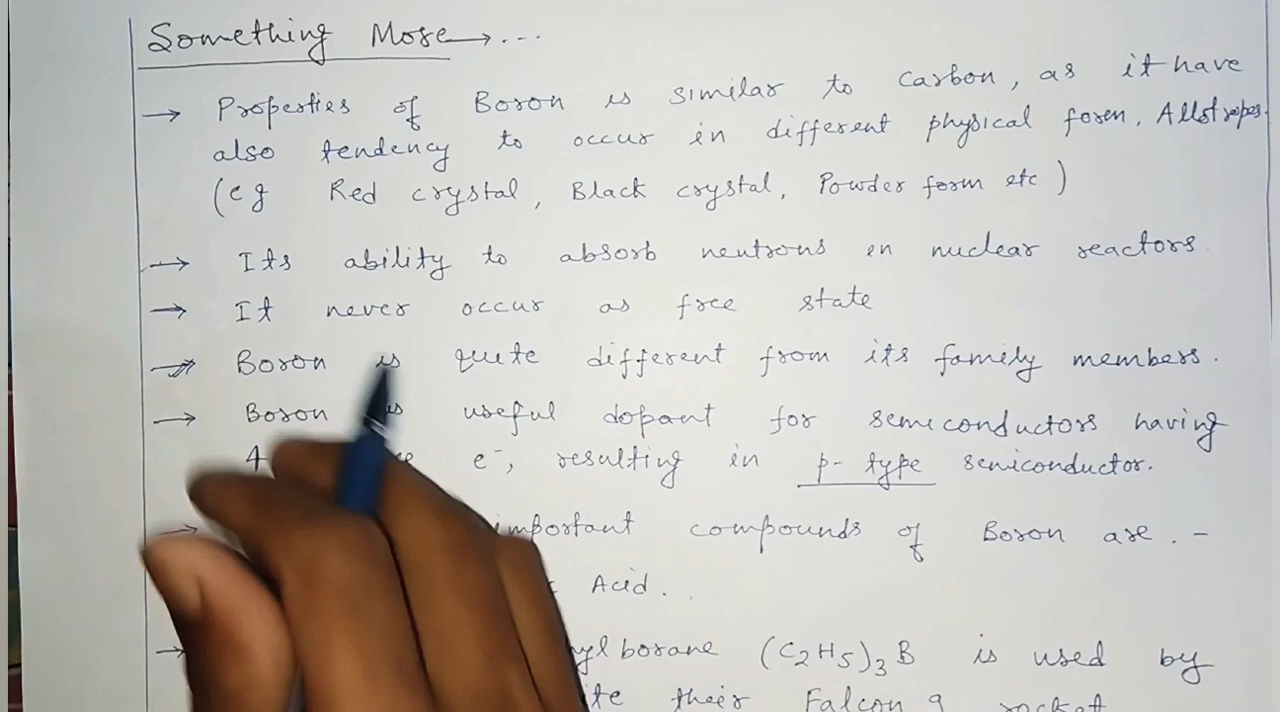 Something More→...
→ Properties of Boron is similar to carbon, as it have
also tendency to occur in different physical form. Allotropes.
(eg Red crystal, Black crystal, Powder form etc)
→ Its ability to absorb neutrons in nuclear reactors
→ It never occur as free state
→ Boron is quite different from its family members.
→ Boron is useful dopant for semiconductors having
4 e⁻, resulting in p-type semiconductor.
→ important compounds of Boron are. -
Acid.
→ (C2H5)3B is used by
their Falcon 9 rocket